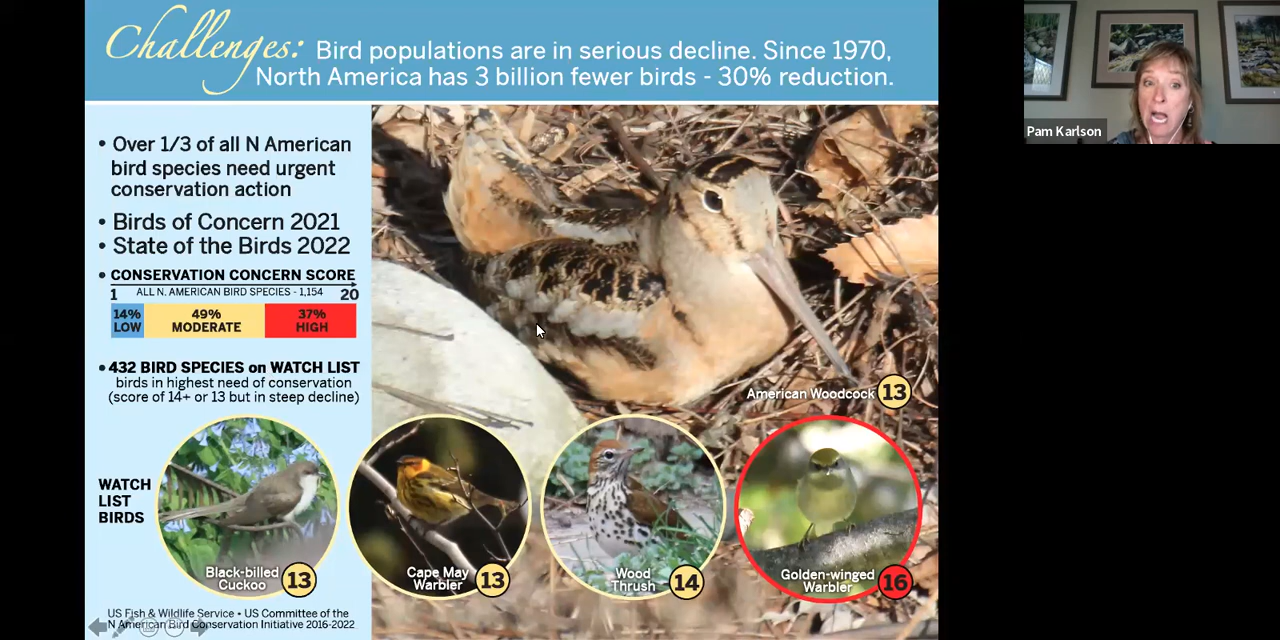 Challenges: Bird populations are in serious decline. Since 1970,
North America has 3 billion fewer birds - 30% reduction.
Pam Karlson
• Over 1/3 of all N American
bird species need urgent
conservation action
• Birds of Concern 2021
• State of the Birds 2022
• CONSERVATION CONCERN SCORE
1 ALL N. AMERICAN BIRD SPECIES - 1,154 20
14% LOW
49% MODERATE
37% HIGH
• 432 BIRD SPECIES on WATCH LIST
birds in highest need of conservation
(score of 14+ or 13 but in steep decline)
American Woodcock 13
WATCH
LIST
BIRDS
Black-billed
Cuckoo 13
Cape May
Warbler 13
Wood
Thrush 14
Golden-winged
Warbler 16
US Fish & Wildlife Service • US Committee of the
N American Bird Conservation Initiative 2016-2022